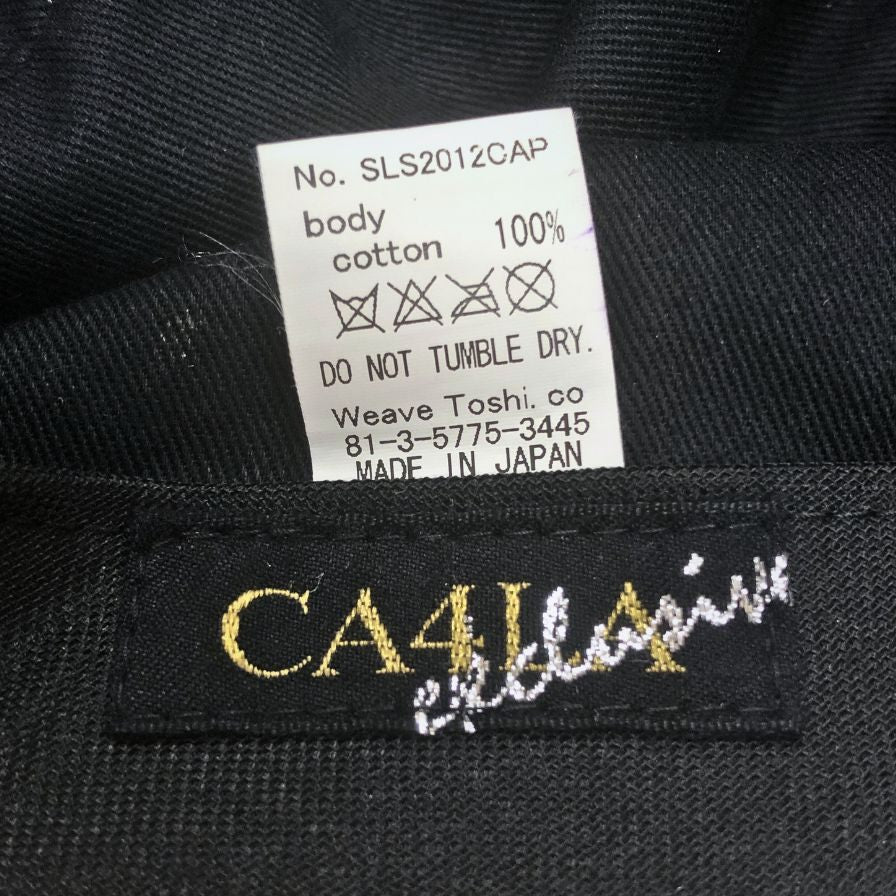 No. SLS2012CAP
body
cotton 100%
DO NOT TUMBLE DRY.
Weave Toshi. co
81-3-5775-3445
MADE IN JAPAN
CA4LA
exclusive